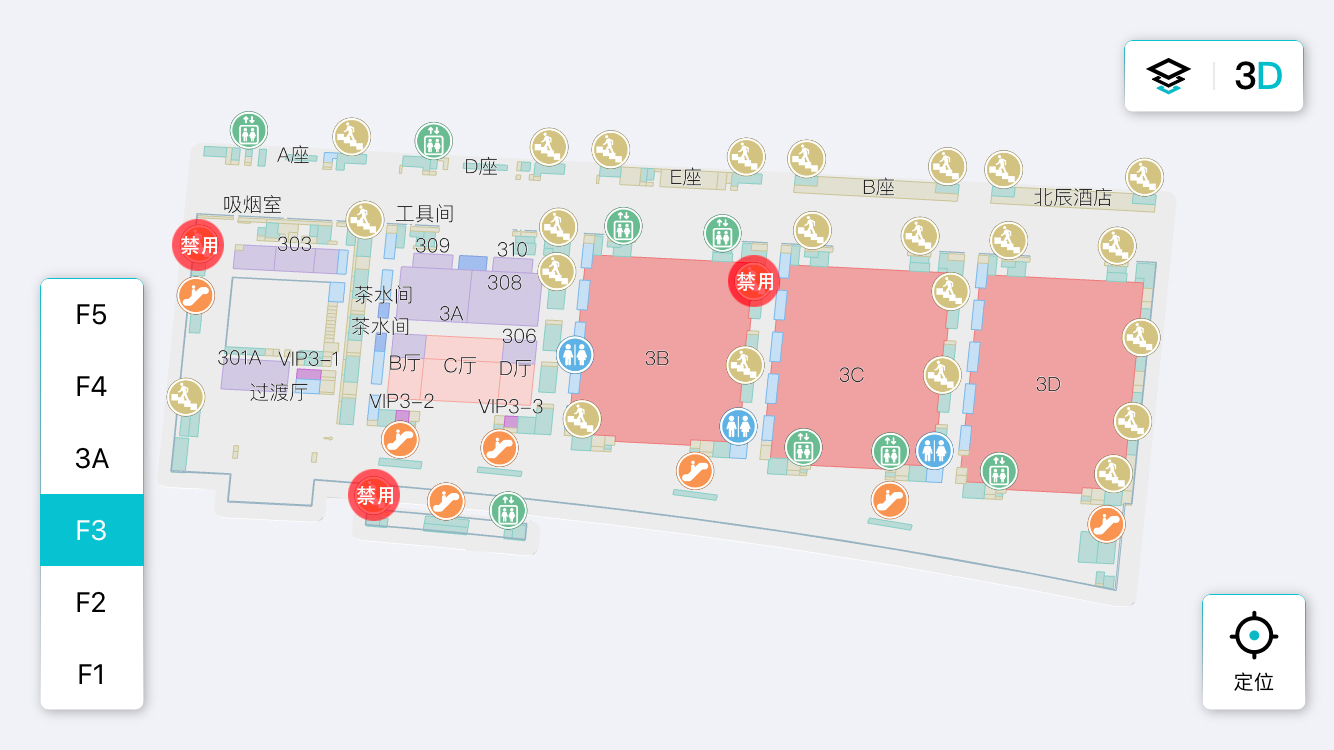 3D
A座
D座
E座
B座
北辰酒店
吸烟室
工具间
禁用
303
309
310
308
茶水间
3A
茶水间
306
禁用
301A
VIP3-1
B厅
C厅
D厅
3B
3C
3D
过渡厅
VIP3-2
VIP3-3
禁用
F5
F4
3A
F3
F2
F1
定位